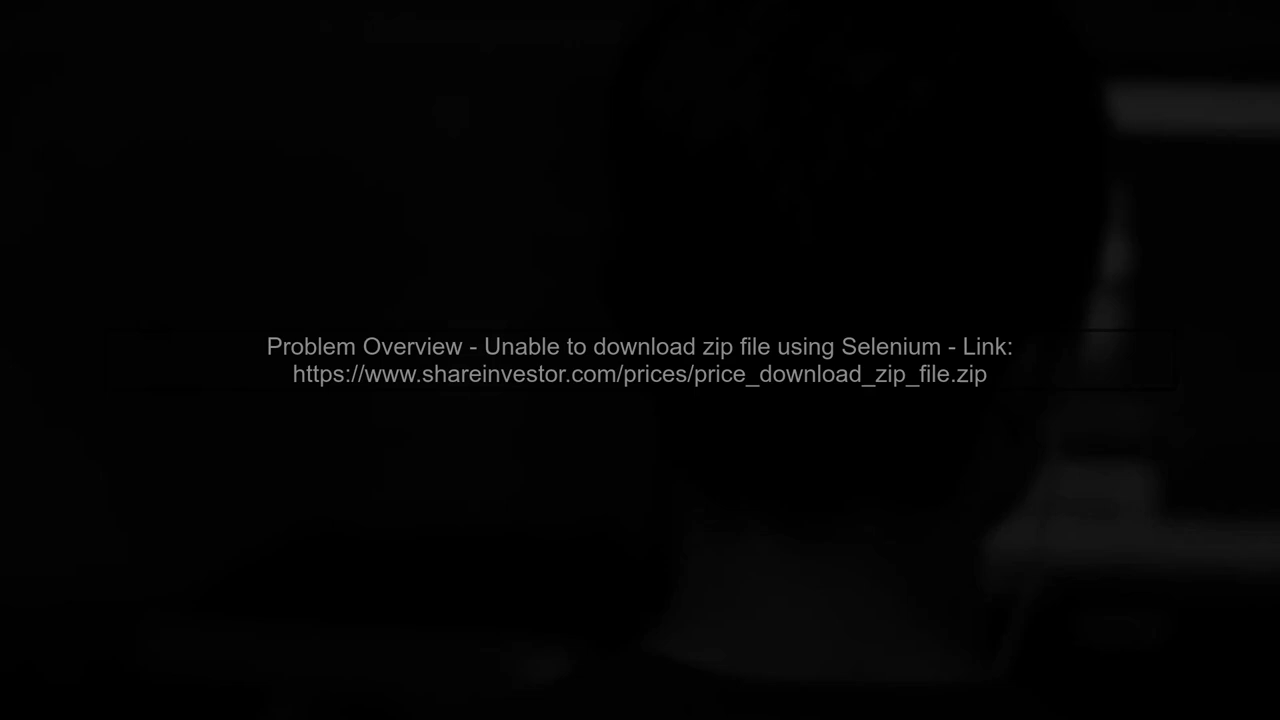 Problem Overview - Unable to download zip file using Selenium - Link:
https://www.shareinvestor.com/prices/price_download_zip_file.zip